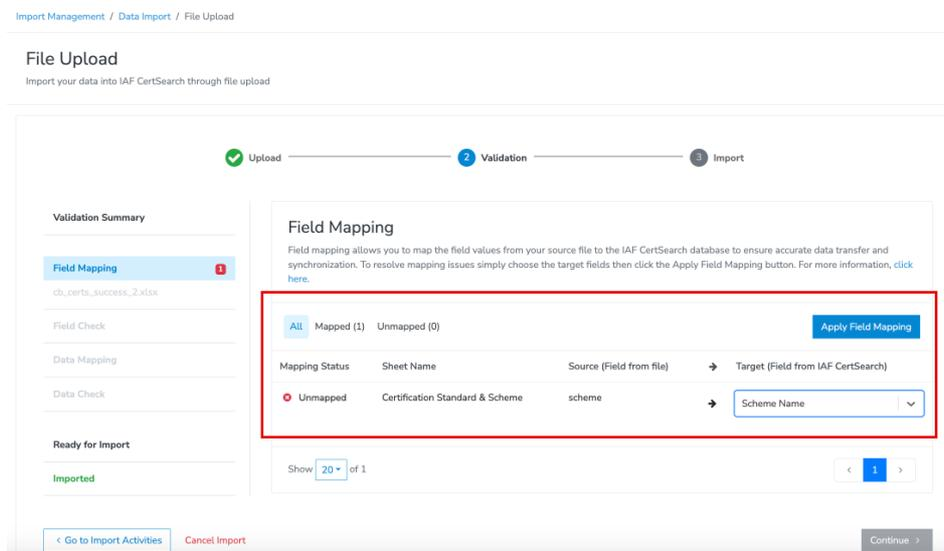 Import Management / Data Import / File Upload
File Upload
Import your data into IAF CertSearch through file upload
Upload
2 Validation
3 Import
Validation Summary
Field Mapping 1
cb_certs_success_2.xlsx
Field Check
Data Mapping
Data Check
Ready for Import
Imported
Field Mapping
Field mapping allows you to map the field values from your source file to the IAF CertSearch database to ensure accurate data transfer and
synchronization. To resolve mapping issues simply choose the target fields then click the Apply Field Mapping button. For more information, click
here.
All Mapped (1) Unmapped (0)
Apply Field Mapping
Mapping Status Sheet Name Source (Field from file) → Target (Field from IAF CertSearch)
Unmapped Certification Standard & Scheme scheme → Scheme Name
Show 20 of 1
< 1 >
< Go to Import Activities Cancel Import
Continue >